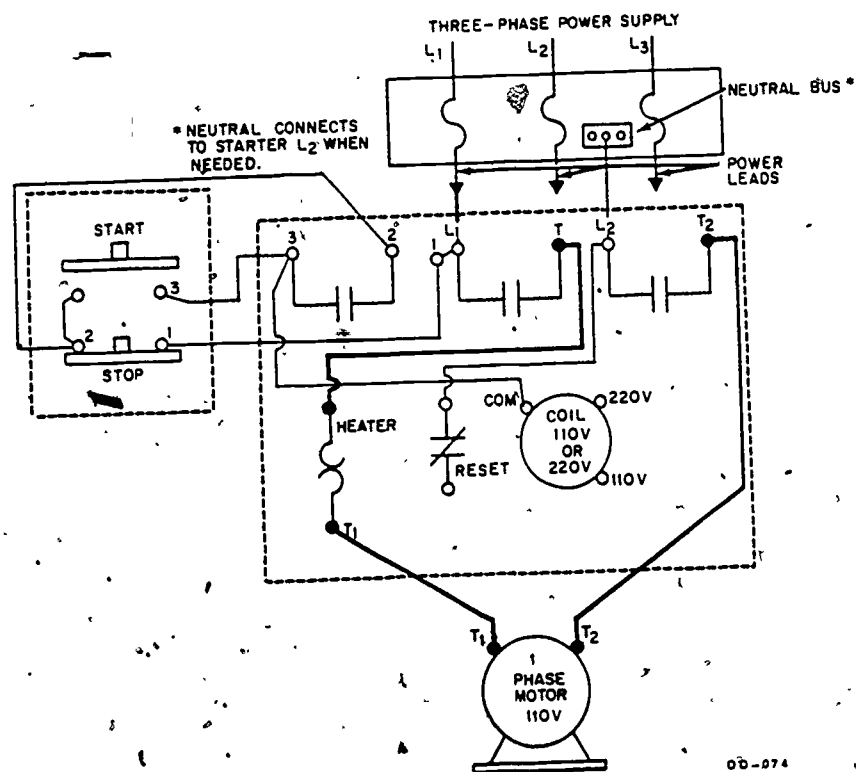 THREE-PHASE POWER SUPPLY
L1
L2
L3
NEUTRAL BUS *
* NEUTRAL CONNECTS
TO STARTER L2 WHEN
NEEDED.
POWER
LEADS
START
3
2
1
STOP
3
2
1
L
T
L2
T2
HEATER
COM
220V
COIL
110V
OR
220V
RESET
110V
T1
T1
T2
1
PHASE
MOTOR
110V
DD-074